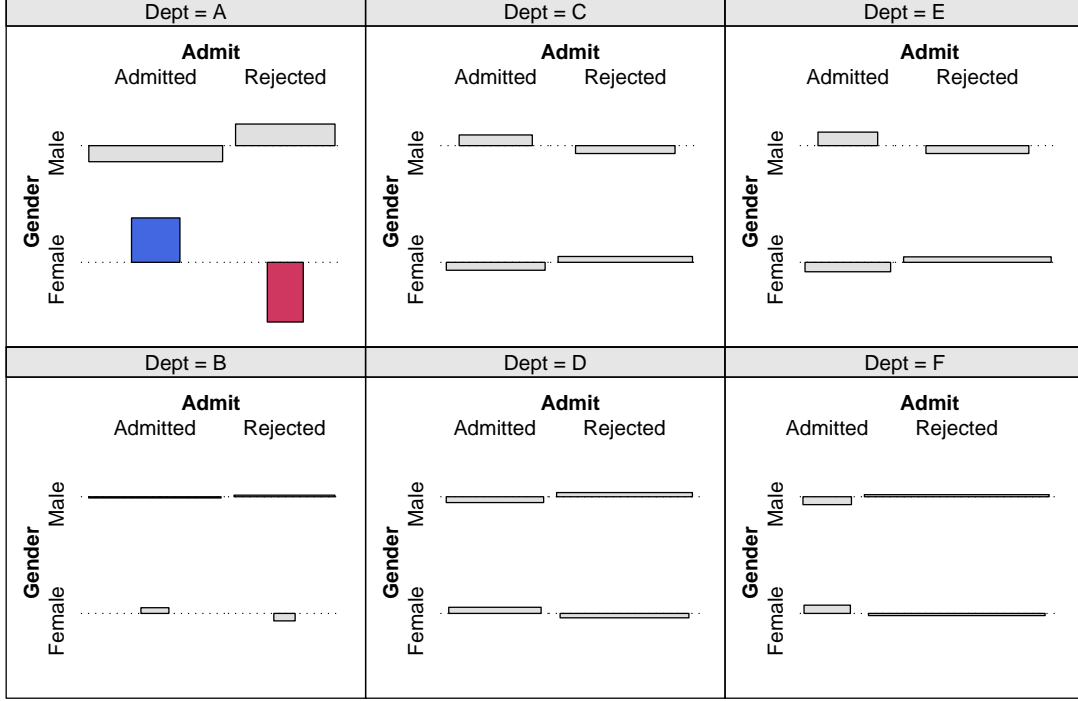 Dept = A
Admit
Admitted Rejected
Gender
Male
Female
Dept = C
Admit
Admitted Rejected
Gender
Male
Female
Dept = E
Admit
Admitted Rejected
Gender
Male
Female
Dept = B
Admit
Admitted Rejected
Gender
Male
Female
Dept = D
Admit
Admitted Rejected
Gender
Male
Female
Dept = F
Admit
Admitted Rejected
Gender
Male
Female